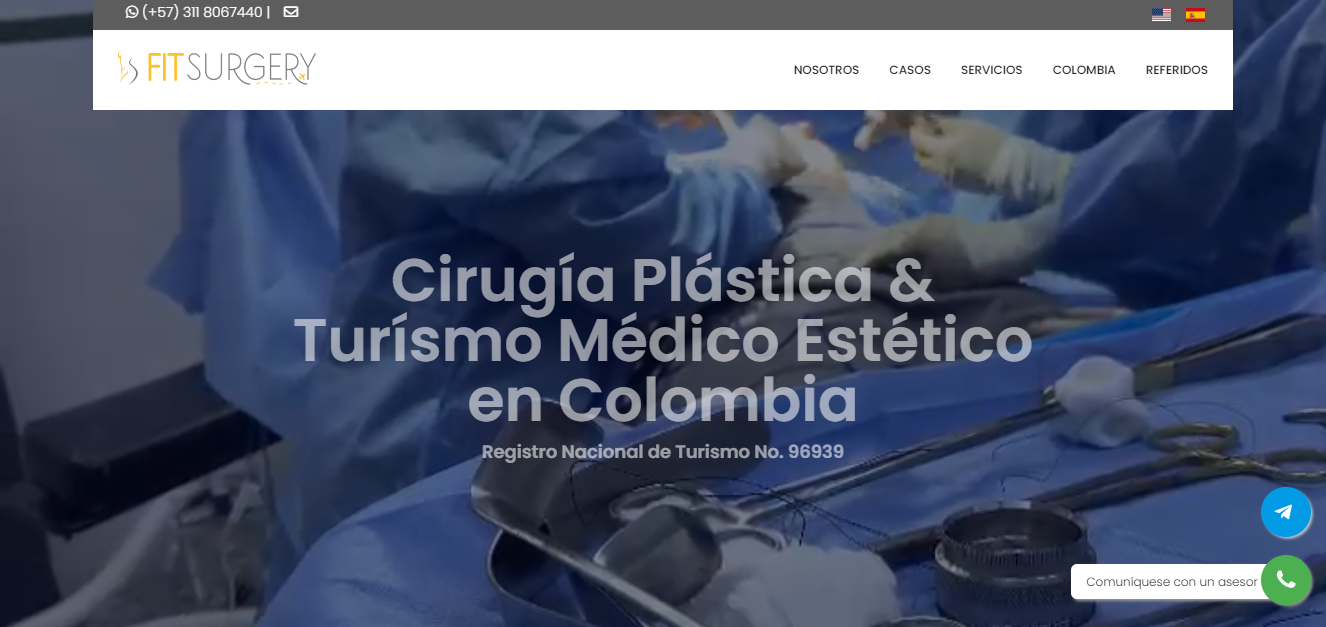 (+57) 311 8067440 |
FITSURGERY
NOSOTROS CASOS SERVICIOS COLOMBIA REFERIDOS
Cirugía Plástica &
Turísmo Médico Estético
en Colombia
Registro Nacional de Turismo No. 96939
Comuníquese con un asesor